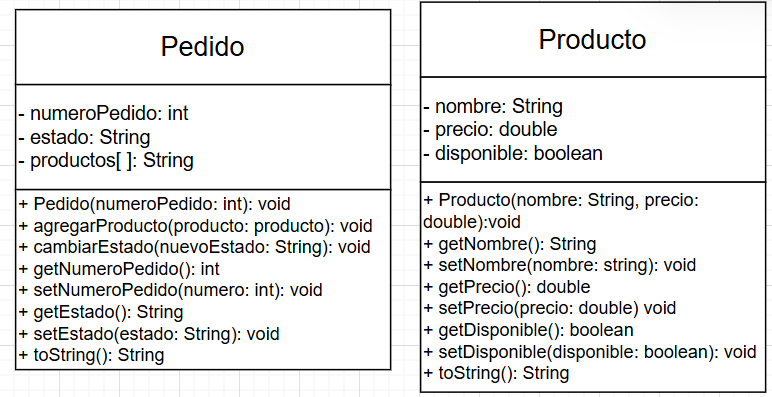 Pedido
- numeroPedido: int
- estado: String
- productos[ ]: String
+ Pedido(numeroPedido: int): void
+ agregarProducto(producto: producto): void
+ cambiarEstado(nuevoEstado: String): void
+ getNumeroPedido(): int
+ setNumeroPedido(numero: int): void
+ getEstado(): String
+ setEstado(estado: String): void
+ toString(): String
Producto
- nombre: String
- precio: double
- disponible: boolean
+ Producto(nombre: String, precio:
double):void
+ getNombre(): String
+ setNombre(nombre: string): void
+ getPrecio(): double
+ setPrecio(precio: double) void
+ getDisponible(): boolean
+ setDisponible(disponible: boolean): void
+ toString(): String